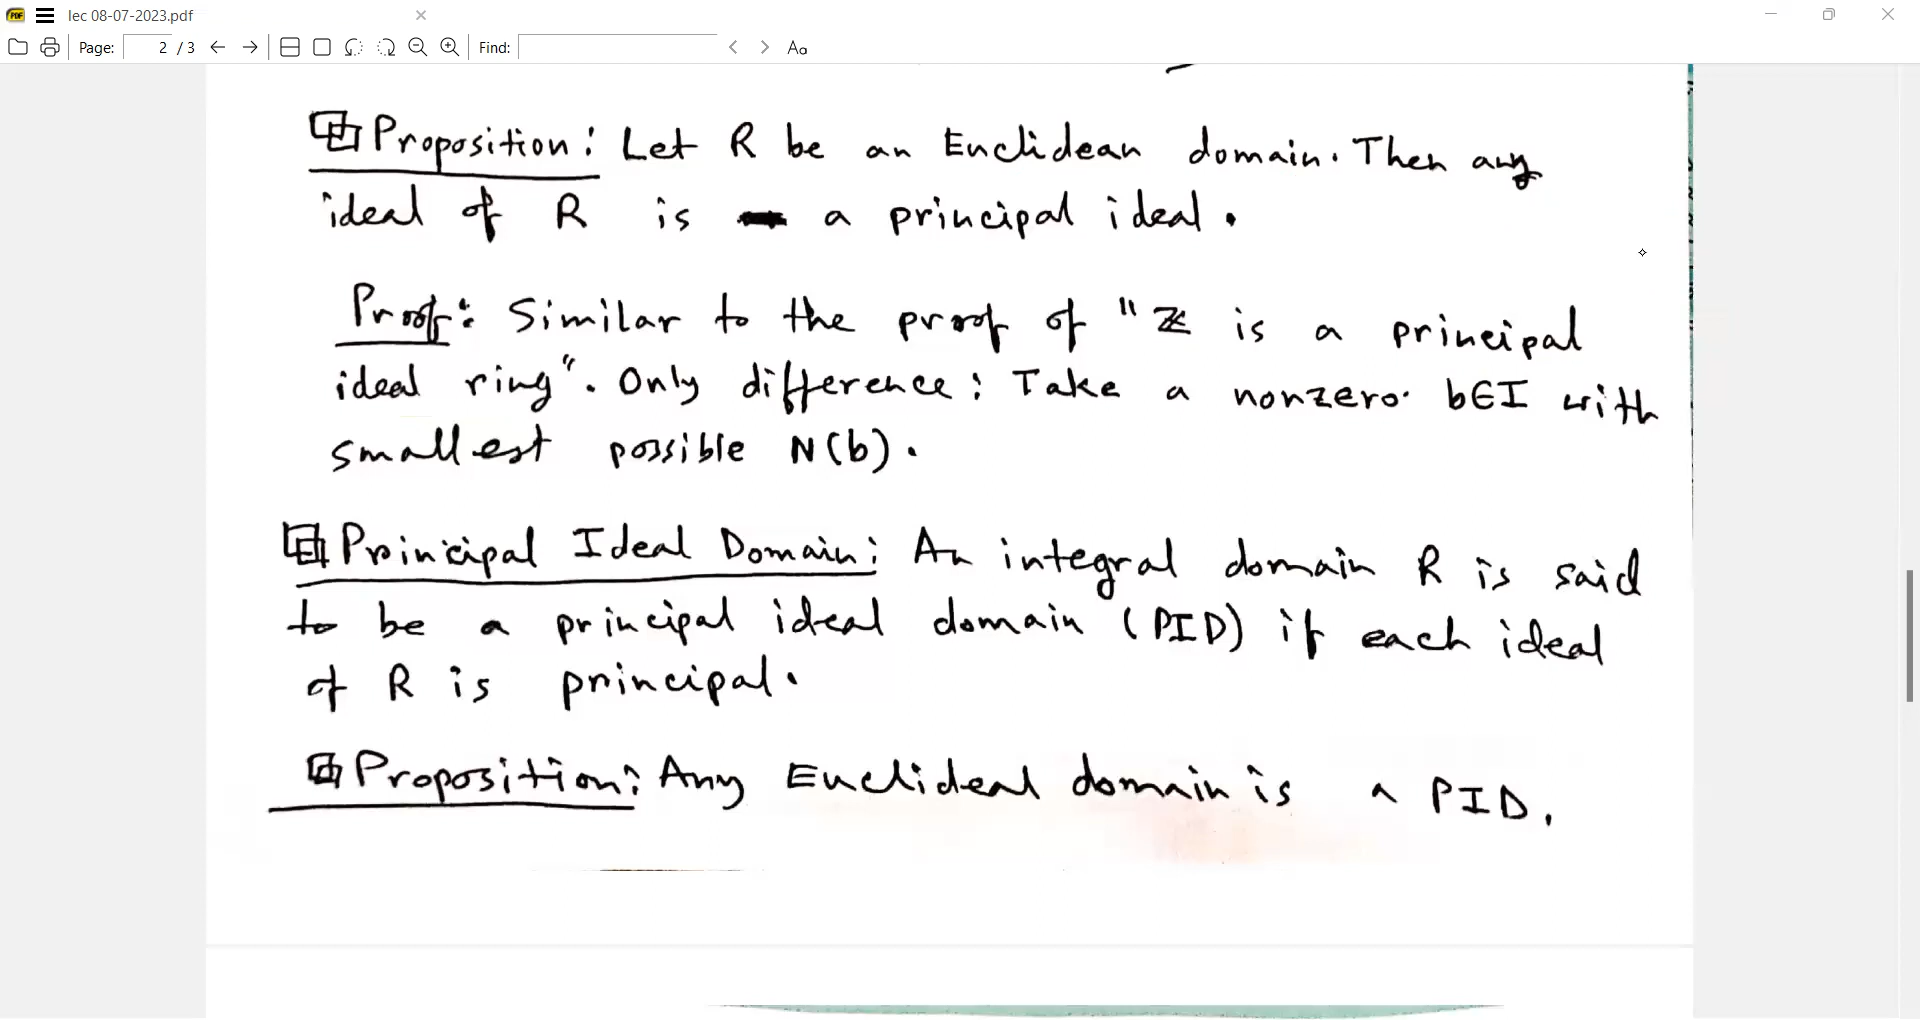 lec 08-07-2023.pdf
Page: 2 / 3 Find: Aa
Proposition: Let R be an Euclidean domain. Then any
ideal of R is a principal ideal.
Proof: Similar to the proof of "ℤ is a principal
ideal ring". Only difference: Take a nonzero b∈I with
smallest possible N(b).
Principal Ideal Domain: An integral domain R is said
to be a principal ideal domain (PID) if each ideal
of R is principal.
Proposition: Any Euclideal domain is a PID.